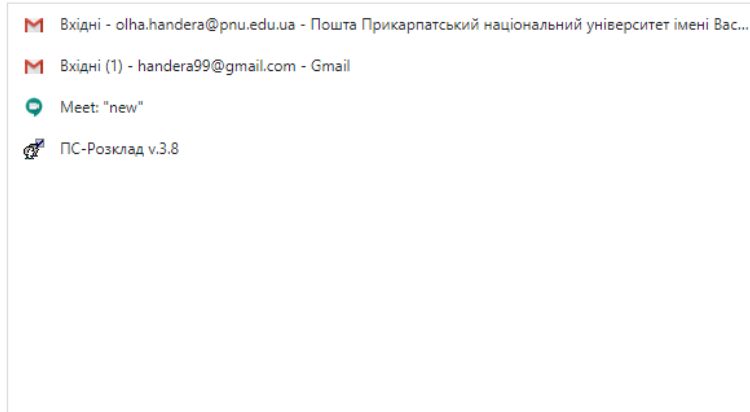 Вхідні - olha.handera@pnu.edu.ua - Пошта Прикарпатський національний університет імені Вас...
Вхідні (1) - handera99@gmail.com - Gmail
Meet: "new"
ПС-Розклад v.3.8